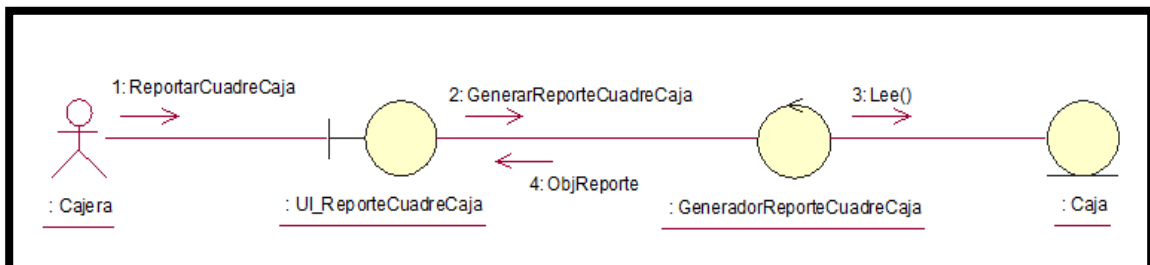 1: ReportarCuadreCaja
2: GenerarReporteCuadreCaja
3: Lee()
4: ObjReporte
: Cajera
: UI_ReporteCuadreCaja
: GeneradorReporteCuadreCaja
: Caja